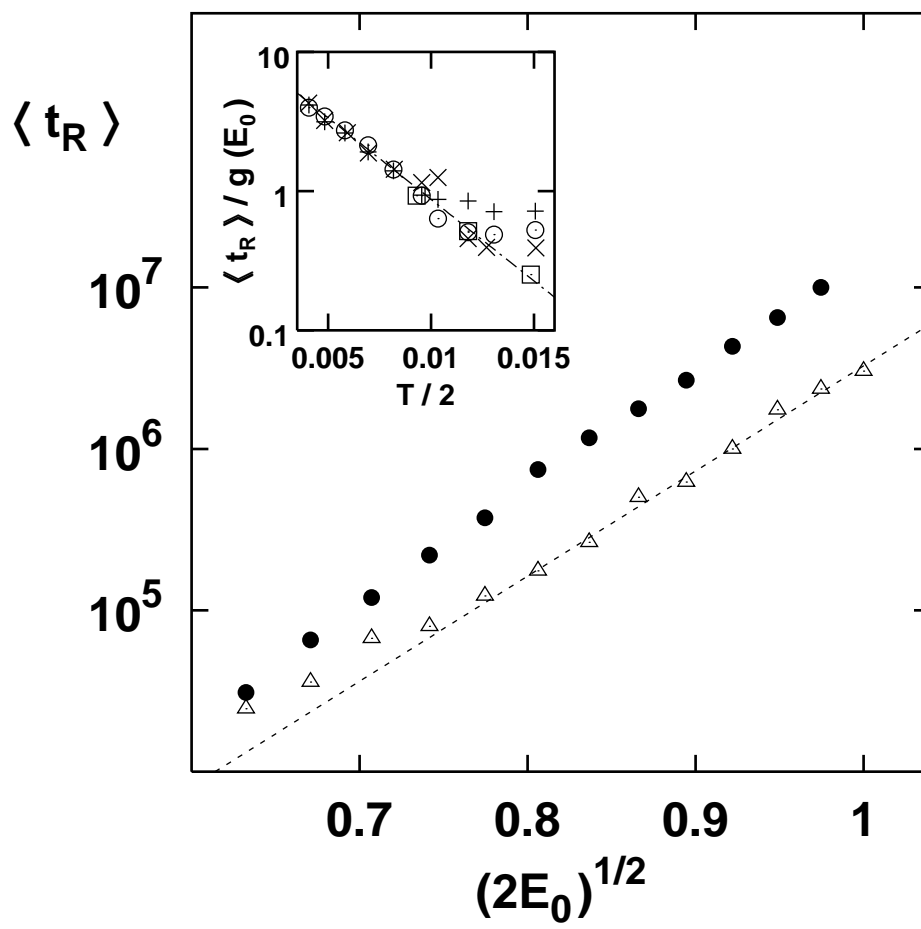 ⟨ t_R ⟩
10^7
10^6
10^5
0.7 0.8 0.9 1
(2E_0)^{1/2}
⟨ t_R ⟩ / g (E_0)
10
1
0.1
0.005 0.01 0.015
T / 2